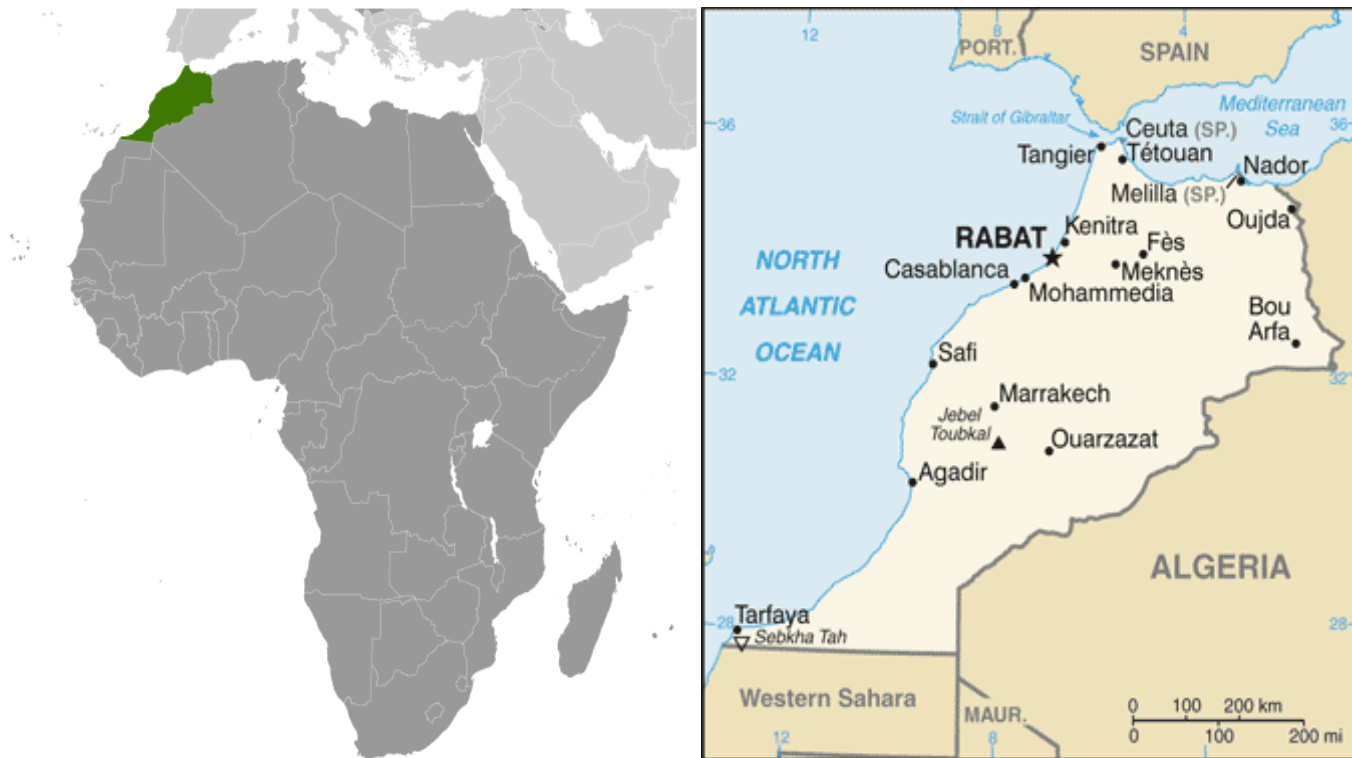 12
8
4
PORT.
SPAIN
Mediterranean
Sea
36
36
Strait of Gibraltar
Ceuta (SP.)
Tangier
Tétouan
Nador
Melilla (SP.)
Oujda
Kenitra
RABAT
Fès
Meknès
Casablanca
Mohammedia
NORTH
ATLANTIC
OCEAN
Bou
Arfa
Safi
32
32
Marrakech
Jebel
Toubkal
Ouarzazat
Agadir
ALGERIA
Tarfaya
28
28
Sebkha Tah
Western Sahara
MAUR.
0 100 200 km
0 100 200 mi
12
8